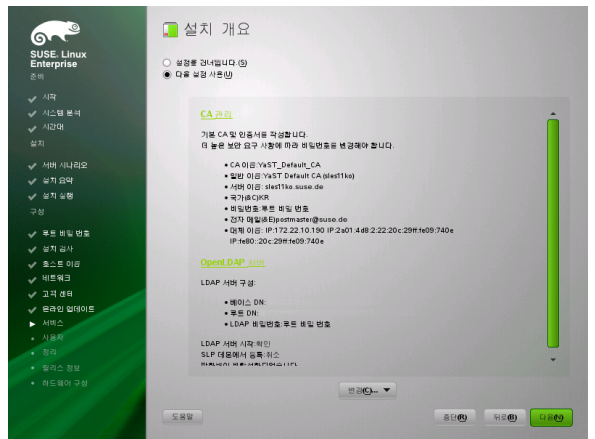 SUSE. Linux
Enterprise
준비
시작
시스템 분석
시간대
설치
서버 시나리오
설치 요약
설치 실행
구성
루트 비밀 번호
설치 검사
호스트 이름
네트워크
고객 센터
온라인 업데이트
서비스
사용자
정리
릴리스 정보
하드웨어 구성
설치 개요
설정을 건너뜁니다.(S)
다음 설정 사용(U)
CA 관리
기본 CA 및 인증서를 작성합니다.
더 높은 보안 요구 사항에 따라 비밀번호를 변경해야 합니다.
• CA 이름:YaST_Default_CA
• 일반 이름:YaST Default CA (sles11ko)
• 서버 이름: sles11ko.suse.de
• 국가(&C)KR
• 비밀번호:루트 비밀 번호
• 전자 메일(&E)postmaster@suse.de
• 대체 이름: IP:172.22.10.190 IP:2a01:4d8:2:22:20c:29ff:fe09:740e
IP:fe80::20c:29ff:fe09:740e
OpenLDAP 서버
LDAP 서버 구성:
• 베이스 DN:
• 루트 DN:
• LDAP 비밀번호:루트 비밀 번호
LDAP 서버 시작:확인
SLP 데몬에서 등록:취소
변경(C)...
도움말
중단(R)
뒤로(B)
다음(N)